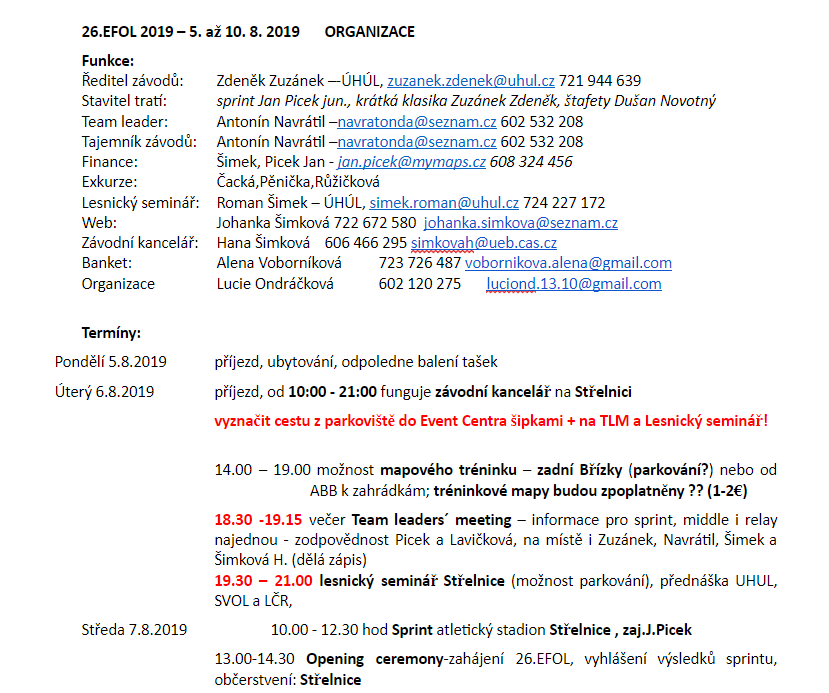 26.EFOL 2019 – 5. až 10. 8. 2019 ORGANIZACE
Funkce:
Ředitel závodů: Zdeněk Zuzánek –-ÚHÚL, zuzanek.zdenek@uhul.cz 721 944 639
Stavitel tratí: sprint Jan Picek jun., krátká klasika Zuzánek Zdeněk, štafety Dušan Novotný
Team leader: Antonín Navrátil –navratonda@seznam.cz 602 532 208
Tajemník závodů: Antonín Navrátil –navratonda@seznam.cz 602 532 208
Finance: Šimek, Picek Jan - jan.picek@mymaps.cz 608 324 456
Exkurze: Čacká,Pěnička,Růžičková
Lesnický seminář: Roman Šimek – ÚHÚL, simek.roman@uhul.cz 724 227 172
Web: Johanka Šimková 722 672 580 johanka.simkova@seznam.cz
Závodní kancelář: Hana Šimková 606 466 295 simkovah@ueb.cas.cz
Banket: Alena Voborníková 723 726 487 vobornikova.alena@gmail.com
Organizace Lucie Ondráčková 602 120 275 luciond.13.10@gmail.com
Termíny:
Pondělí 5.8.2019 příjezd, ubytování, odpoledne balení tašek
Úterý 6.8.2019 příjezd, od 10:00 - 21:00 funguje závodní kancelář na Střelnici
vyznačit cestu z parkoviště do Event Centra šipkami + na TLM a Lesnický seminář!
14.00 – 19.00 možnost mapového tréninku – zadní Břízky (parkování?) nebo od
ABB k zahrádkám; tréninkové mapy budou zpoplatněny ?? (1-2€)
18.30 -19.15 večer Team leaders´ meeting – informace pro sprint, middle i relay
najednou - zodpovědnost Picek a Lavičková, na místě i Zuzánek, Navrátil, Šimek a
Šimková H. (dělá zápis)
19.30 – 21.00 lesnický seminář Střelnice (možnost parkování), přednáška UHUL,
SVOL a LČR,
Středa 7.8.2019 10.00 - 12.30 hod Sprint atletický stadion Střelnice , zaj.J.Picek
13.00-14.30 Opening ceremony-zahájení 26.EFOL, vyhlášení výsledků sprintu,
občerstvení: Střelnice